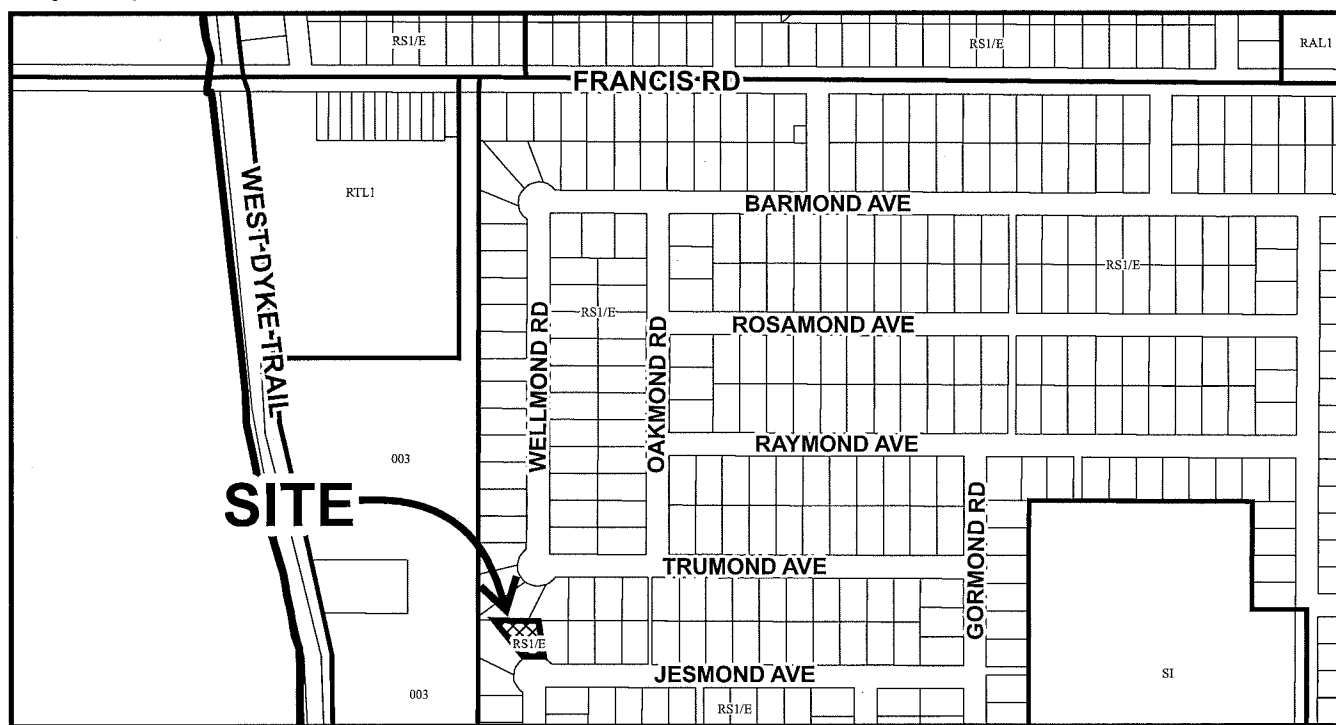 RS1/E
RS1/E
RAL1
FRANCIS RD
WEST DYKE TRAIL
RTL1
BARMOND AVE
RS1/E
RS1/E
WELLMOND RD
OAKMOND RD
ROSAMOND AVE
RAYMOND AVE
003
SITE
GORMOND RD
TRUMOND AVE
RS1/E
JESMOND AVE
SI
003
RS1/E